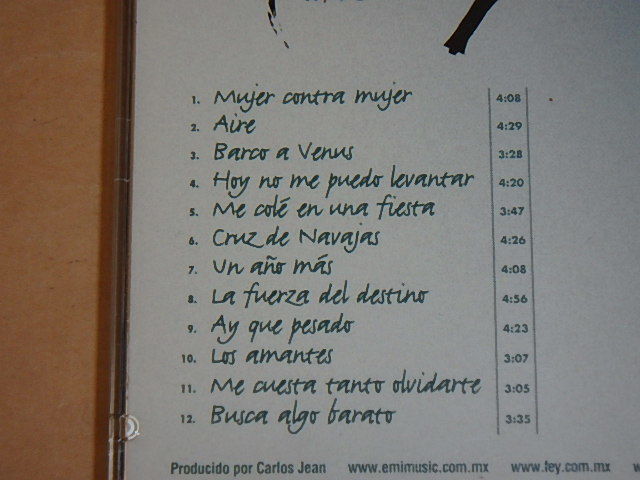 1. Mujer contra mujer 4:08
2. Aire 4:29
3. Barco a Venus 3:28
4. Hoy no me puedo levantar 4:20
5. Me colé en una fiesta 3:47
6. Cruz de Navajas 4:26
7. Un año más 4:08
8. La fuerza del destino 4:56
9. Ay que pesado 4:23
10. Los amantes 3:07
11. Me cuesta tanto olvidarte 3:05
12. Busca algo barato 3:35
Producido por Carlos Jean www.emimusic.com.mx www.fey.com.mx w